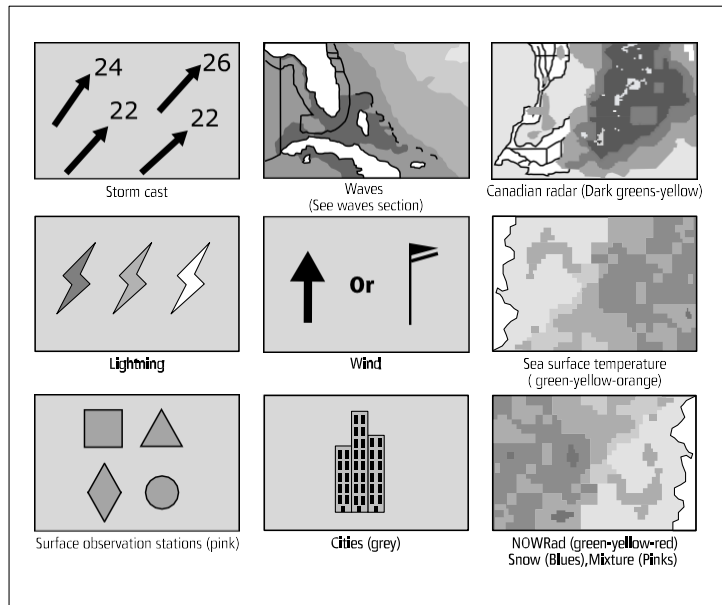 24
26
22
22
Storm cast
Waves
(See waves section)
Canadian radar (Dark greens-yellow)
Or
Lightning
Wind
Sea surface temperature
( green-yellow-orange)
Surface observation stations (pink)
Cities (grey)
NOWRad (green-yellow-red)
Snow (Blues),Mixture (Pinks)